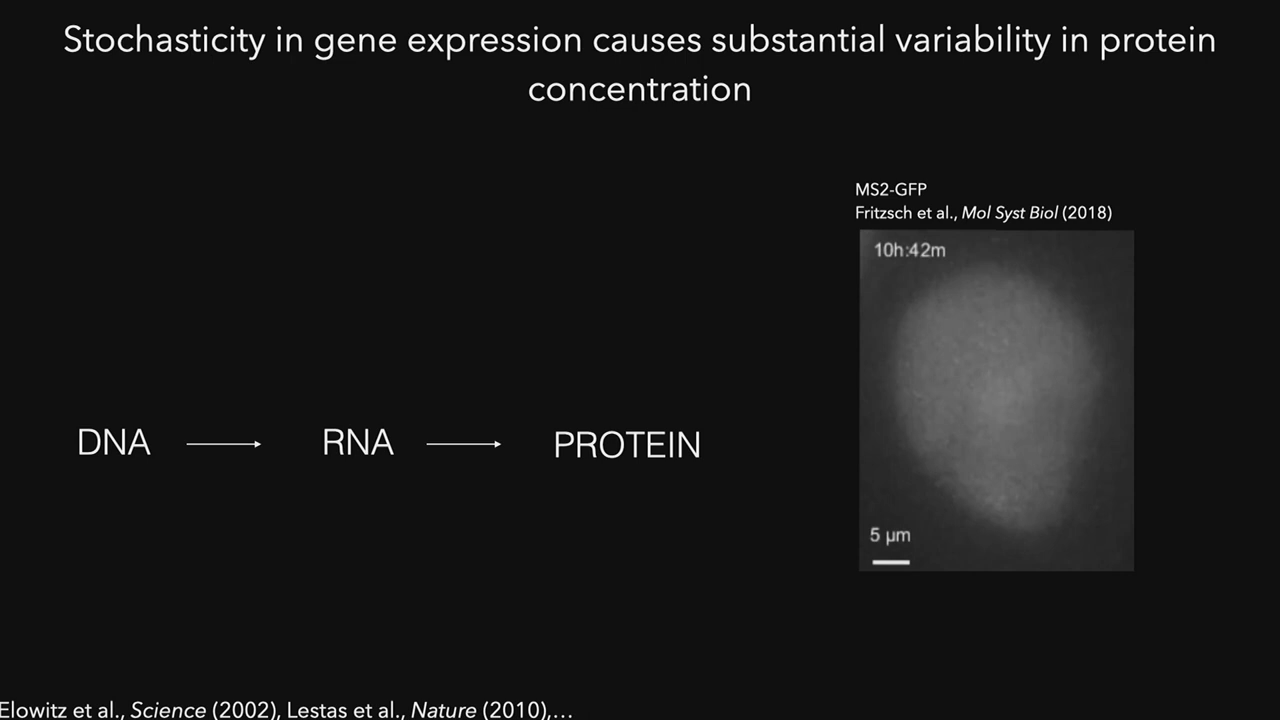 Stochasticity in gene expression causes substantial variability in protein
concentration
MS2-GFP
Fritzsch et al., Mol Syst Biol (2018)
10h:42m
DNA
RNA
PROTEIN
5 µm
Elowitz et al., Science (2002), Lestas et al., Nature (2010),...